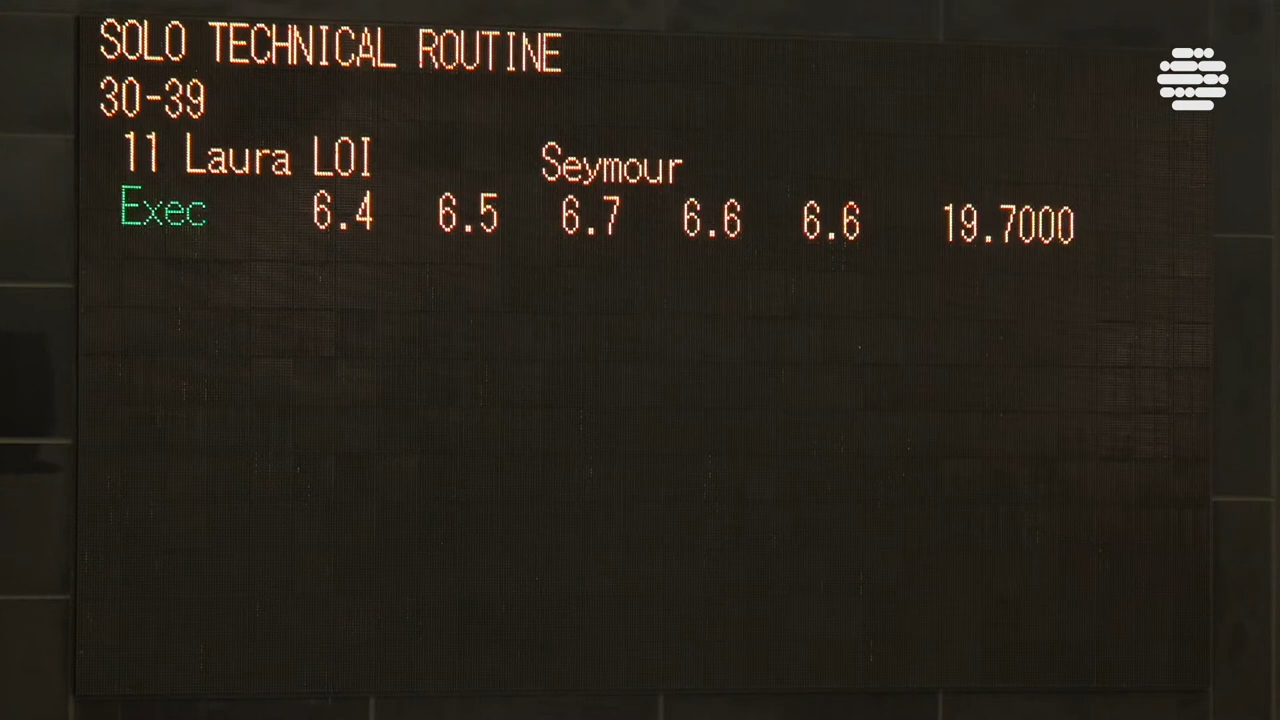 SOLO TECHNICAL ROUTINE
30-39
11 Laura LOI Seymour
Exec 6.4 6.5 6.7 6.6 6.6 19.7000